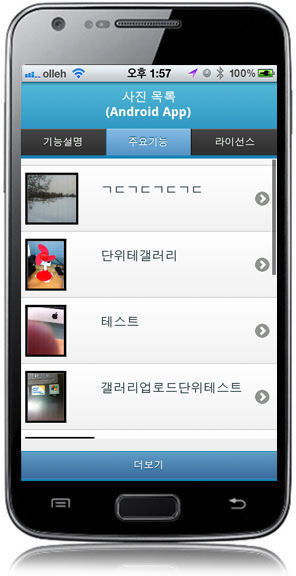 olleh 오후 1:57 100%
사진 목록
(Android App)
기능설명 주요기능 라이선스
ㄱㄷㄱㄷㄱㄷㄱㄷ
단위테갤러리
테스트
갤러리업로드단위테스트
더보기